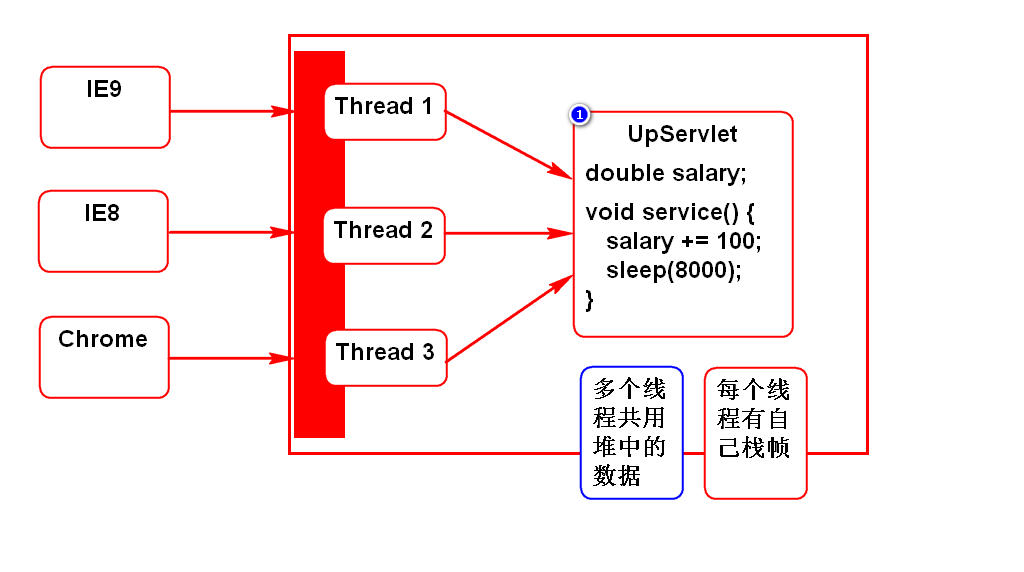 IE9
Thread 1
1
UpServlet
double salary;
IE8
Thread 2
void service() {
salary += 100;
sleep(8000);
}
Chrome
Thread 3
多个线
程共用
堆中的
数据
每个线
程有自
己栈帧